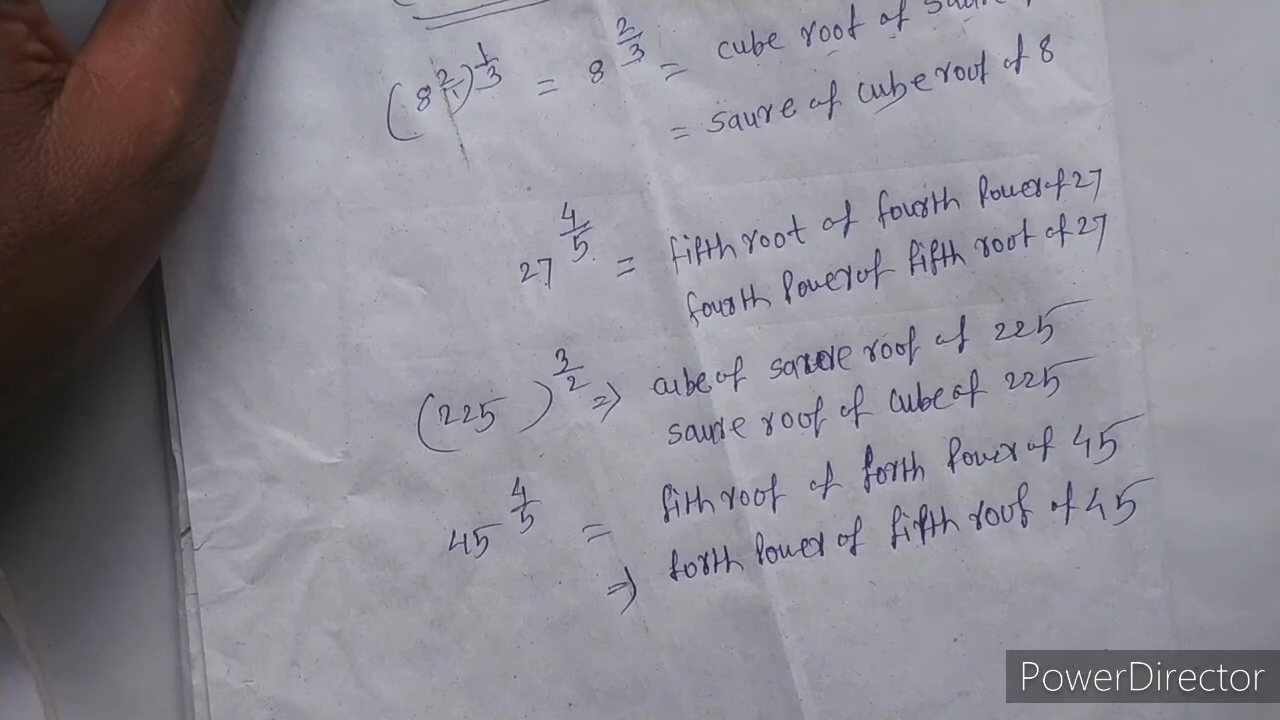 (8^(2/1))^(1/3) = 8^(2/3) = cube root of
= saure of cube root of 8
27^(4/5) = fifth root of fourth Power of 27
fourth Power of fifth root of 27
(225)^(3/2) ⇒ cube of saure root of 225
saure root of cube of 225
45^(4/5) = fith root of forth Power of 45
⇒ forth Power of fifth root of 45
PowerDirector